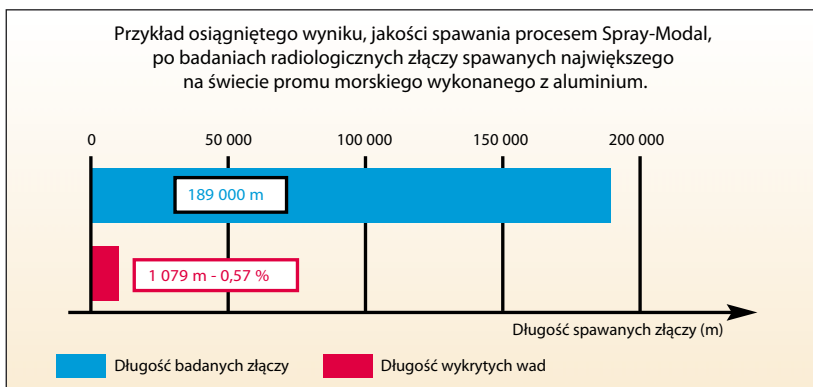 Przykład osiągniętego wyniku, jakości spawania procesem Spray-Modal,
po badaniach radiologicznych złączy spawanych największego
na świecie promu morskiego wykonanego z aluminium.
0 50 000 100 000 150 000 200 000
189 000 m
1 079 m - 0,57 %
Długość spawanych złączy (m)
Długość badanych złączy Długość wykrytych wad